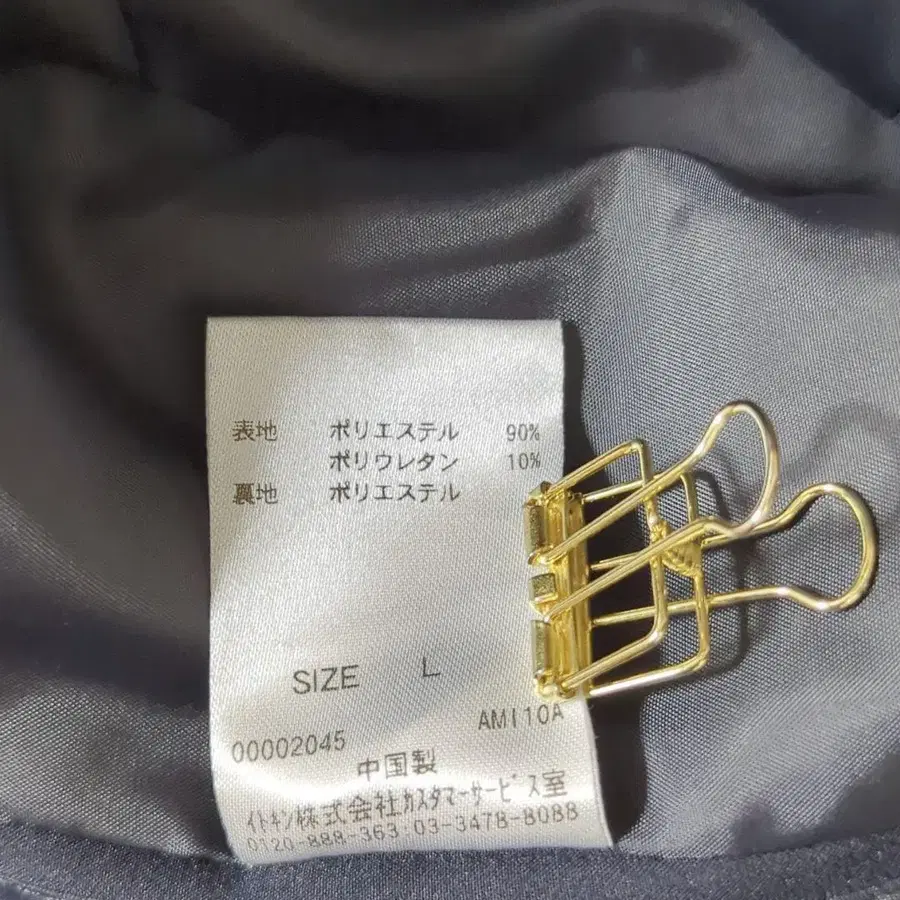 表地 ポリエステル 90%
ポリウレタン 10%
裏地 ポリエステル
SIZE L
AMI10A
00002045
中国製
イトキン株式会社カスタマーサービス室
0120-888-363・03-3478-8088